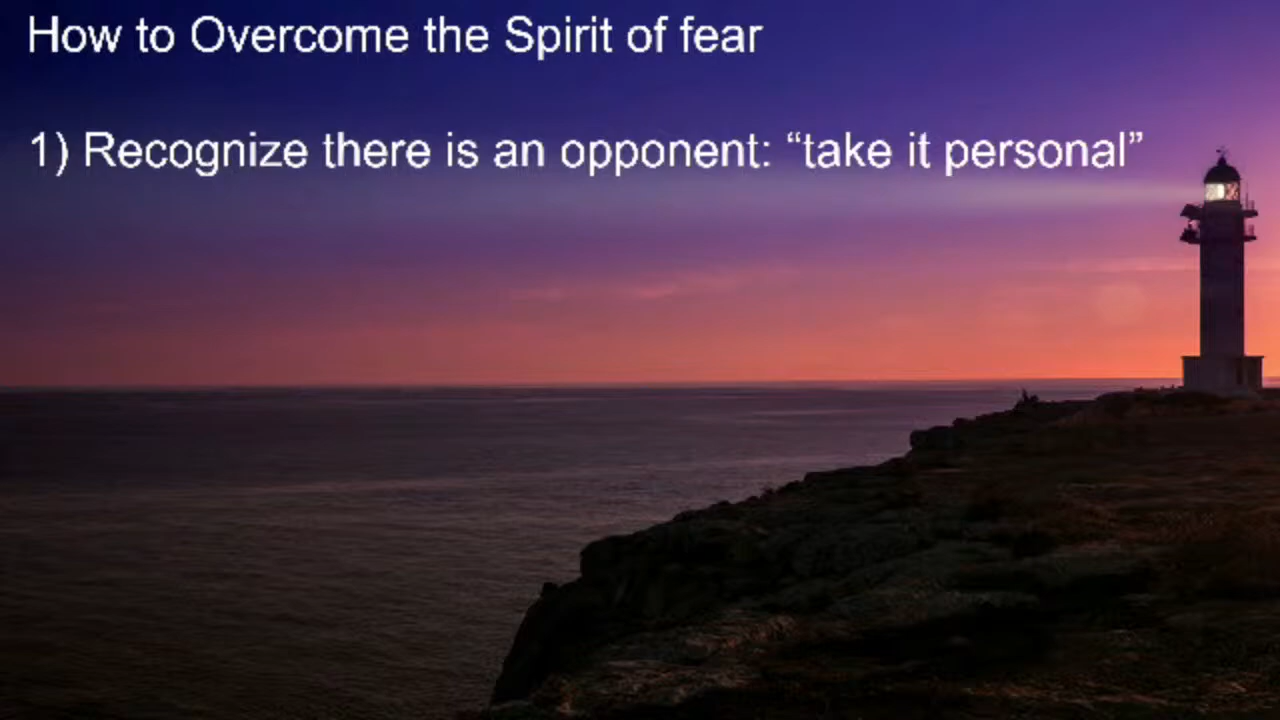 How to Overcome the Spirit of fear
1) Recognize there is an opponent: “take it personal”